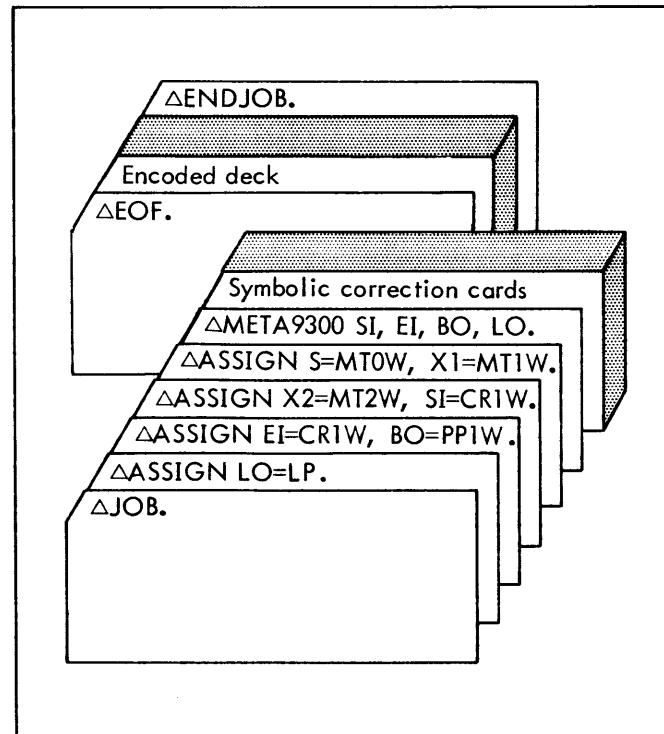 △ENDJOB.
Encoded deck
△EOF.
Symbolic correction cards
△META9300 SI, EI, BO, LO.
△ASSIGN S=MT0W, X1=MT1W.
△ASSIGN X2=MT2W, SI=CR1W.
△ASSIGN EI=CR1W, BO=PP1W.
△ASSIGN LO=LP.
△JOB.